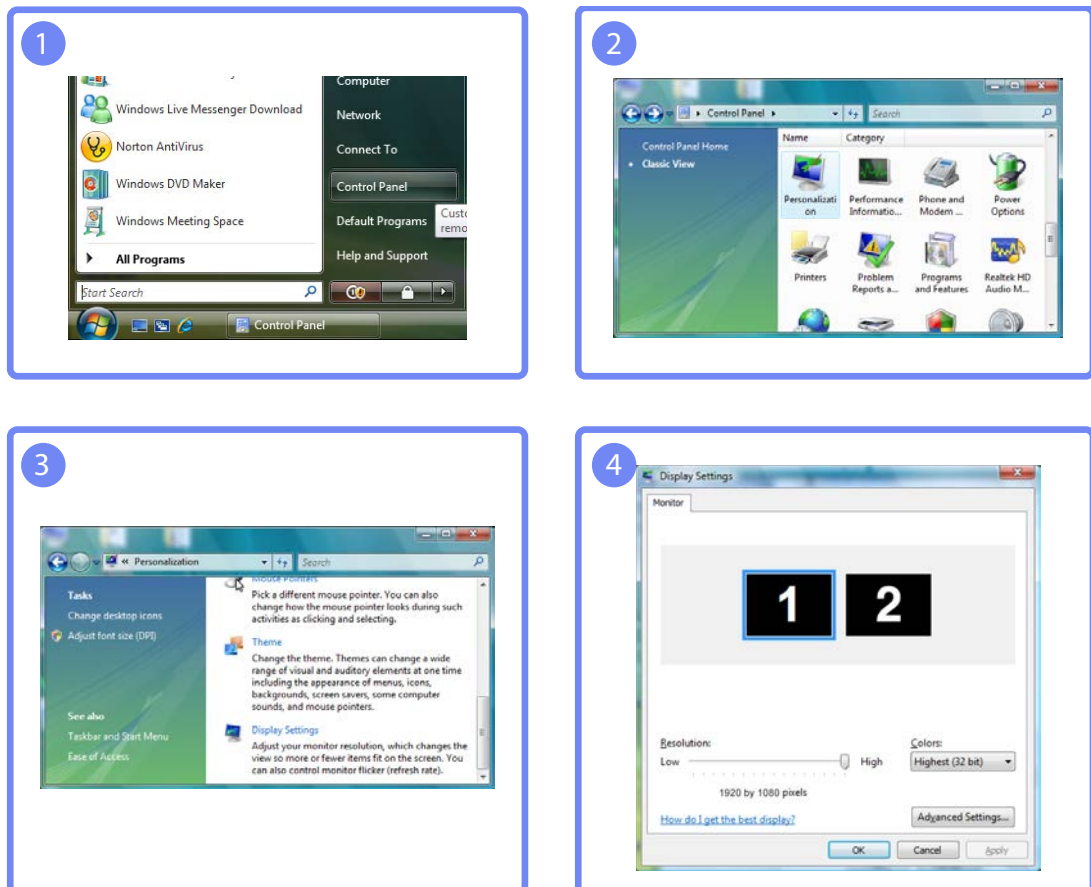 1
Computer
Windows Live Messenger Download
Network
Norton AntiVirus
Connect To
Windows DVD Maker
Control Panel
Windows Meeting Space
Default Programs
All Programs
Help and Support
Start Search
Control Panel
2
Control Panel
Search
Control Panel Home
Classic View
Name Category
Personalizati
on
Performance
Informatio...
Phone and
Modem ...
Power
Options
Printers
Problem
Reports a...
Programs
and Features
Realtek HD
Audio M...
3
« Personalization
Search
Tasks
Change desktop icons
Adjust font size (DPI)
See also
Taskbar and Start Menu
Ease of Access
Mouse Pointers
Pick a different mouse pointer. You can also
change how the mouse pointer looks during such
activities as clicking and selecting.
Theme
Change the theme. Themes can change a wide
range of visual and auditory elements at one time
including the appearance of menus, icons,
backgrounds, screen savers, some computer
sounds, and mouse pointers.
Display Settings
Adjust your monitor resolution, which changes the
view so more or fewer items fit on the screen. You
can also control monitor flicker (refresh rate).
4
Display Settings
Monitor
1 2
Resolution:
Low High
1920 by 1080 pixels
Colors:
Highest (32 bit)
How do I get the best display?
Advanced Settings...
OK Cancel Apply